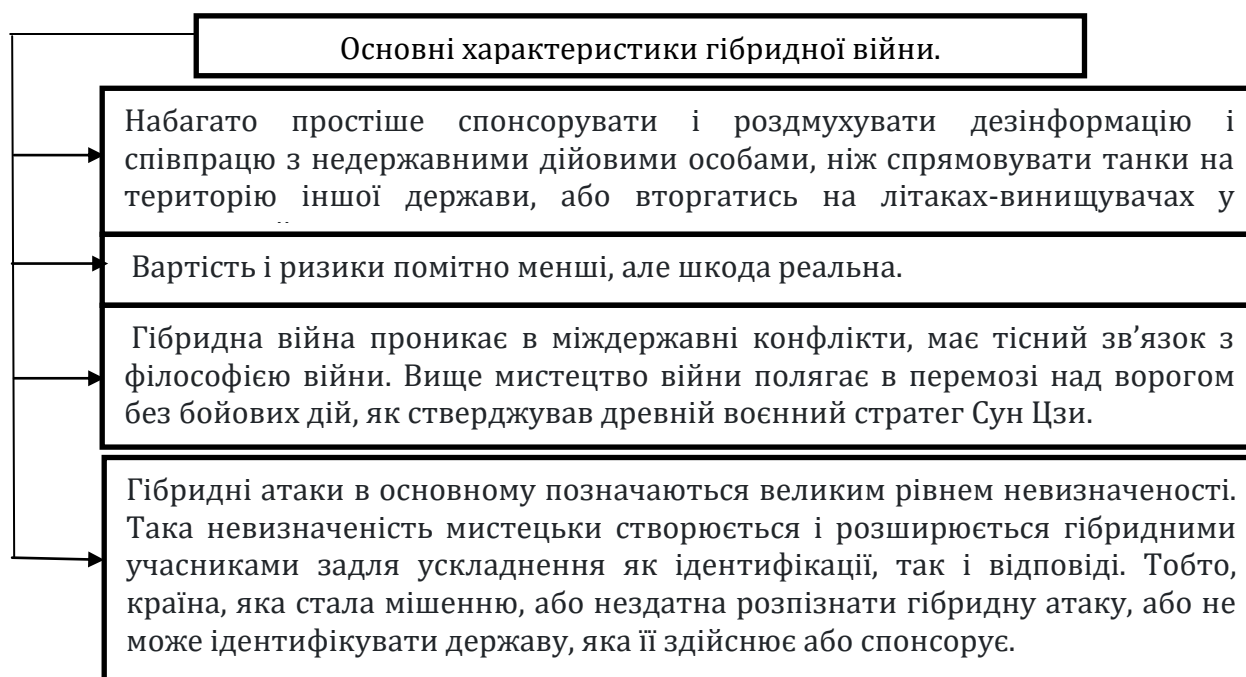 Основні характеристики гібридної війни.
Набагато простіше спонсорувати і роздмухувати дезінформацію і
співпрацю з недержавними дійовими особами, ніж спрямовувати танки на
територію іншої держави, або вторгатись на літаках-винищувачах у
Вартість і ризики помітно менші, але шкода реальна.
Гібридна війна проникає в міждержавні конфлікти, має тісний зв’язок з
філософією війни. Вище мистецтво війни полягає в перемозі над ворогом
без бойових дій, як стверджував древній воєнний стратег Сун Цзи.
Гібридні атаки в основному позначаються великим рівнем невизначеності.
Така невизначеність мистецьки створюється і розширюється гібридними
учасниками задля ускладнення як ідентифікації, так і відповіді. Тобто,
країна, яка стала мішенню, або нездатна розпізнати гібридну атаку, або не
може ідентифікувати державу, яка її здійснює або спонсорує.